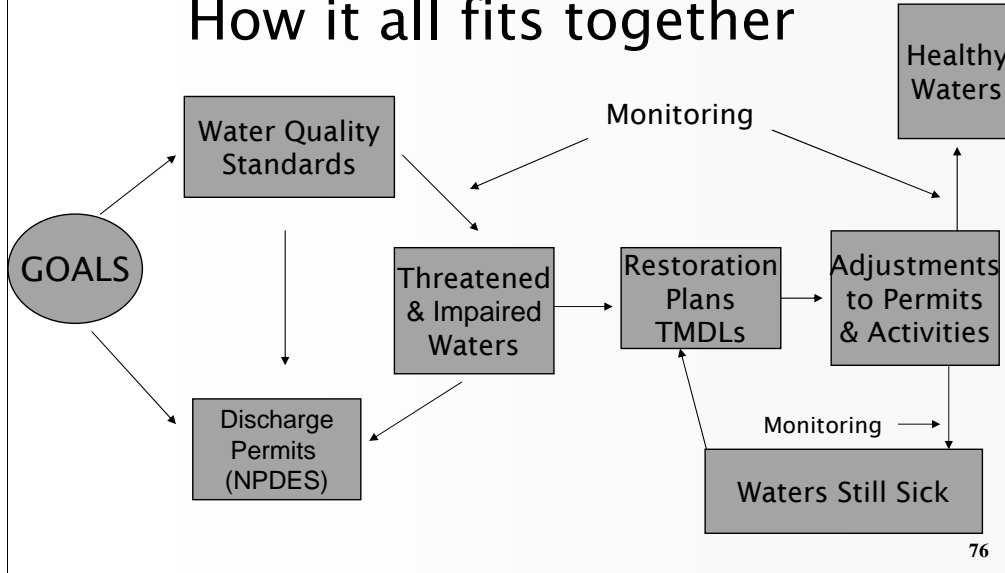 How it all fits together
Healthy
Waters
Water Quality
Standards
Monitoring
GOALS
Threatened
& Impaired
Waters
Restoration
Plans
TMDLs
Adjustments
to Permits
& Activities
Discharge
Permits
(NPDES)
Monitoring
Waters Still Sick
76